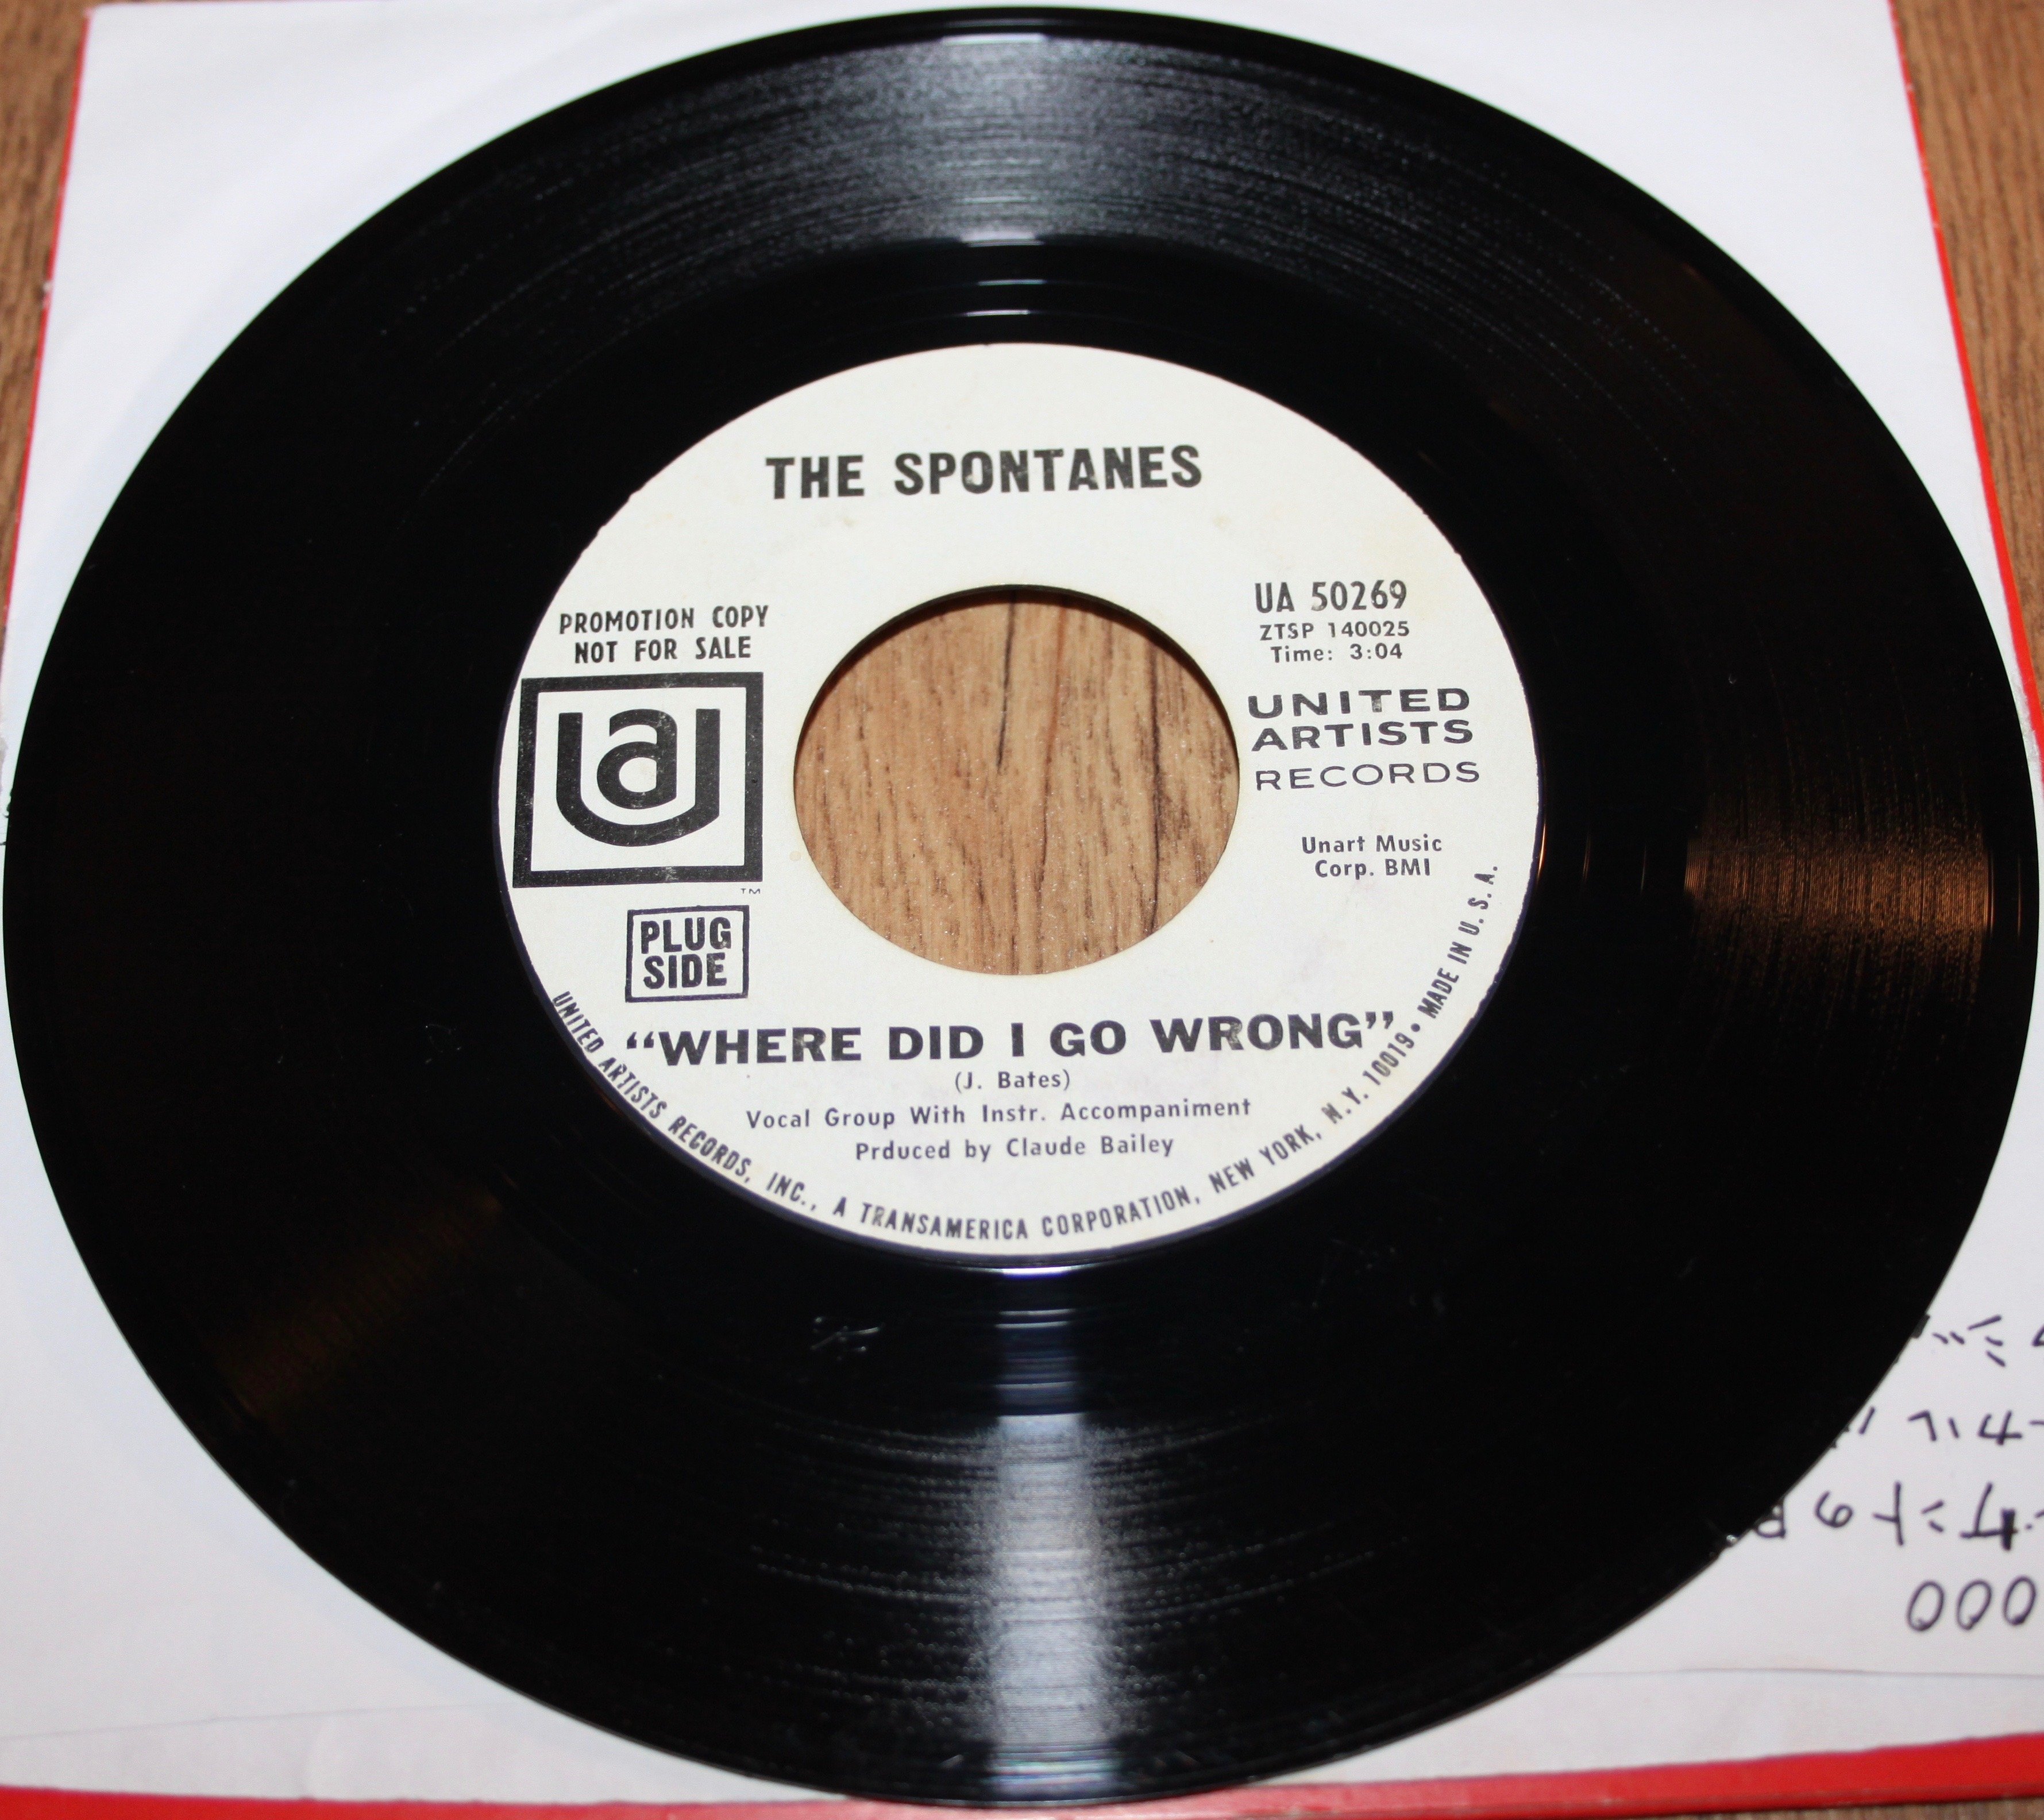 THE SPONTANES
PROMOTION COPY
NOT FOR SALE
UA
TM
PLUG
SIDE
UA 50269
ZTSP 140025
Time: 3:04
UNITED
ARTISTS
RECORDS
Unart Music
Corp. BMI
"WHERE DID I GO WRONG"
(J. Bates)
Vocal Group With Instr. Accompaniment
Prduced by Claude Bailey
UNITED ARTISTS RECORDS, INC., A TRANSAMERICA CORPORATION, NEW YORK, N.Y. 10019 • MADE IN U.S.A.
000